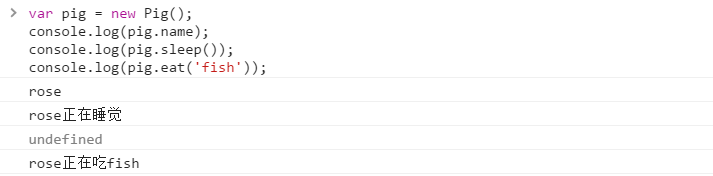 > var pig = new Pig();
console.log(pig.name);
console.log(pig.sleep());
console.log(pig.eat('fish'));
rose
rose正在睡觉
undefined
rose正在吃fish